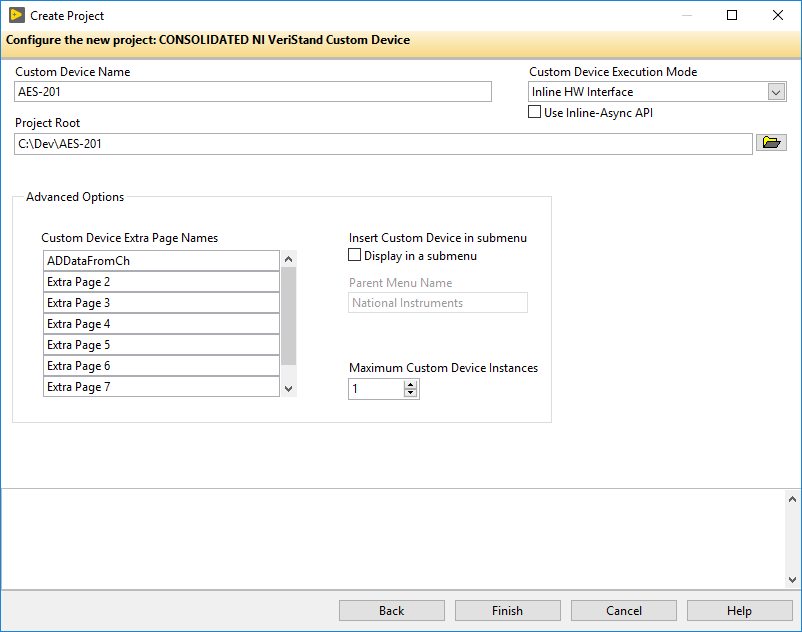 Create Project
Configure the new project: CONSOLIDATED NI VeriStand Custom Device
Custom Device Name
AES-201
Custom Device Execution Mode
Inline HW Interface
Use Inline-Async API
Project Root
C:\Dev\AES-201
Advanced Options
Custom Device Extra Page Names
ADDataFromCh
Extra Page 2
Extra Page 3
Extra Page 4
Extra Page 5
Extra Page 6
Extra Page 7
Insert Custom Device in submenu
Display in a submenu
Parent Menu Name
National Instruments
Maximum Custom Device Instances
1
Back
Finish
Cancel
Help